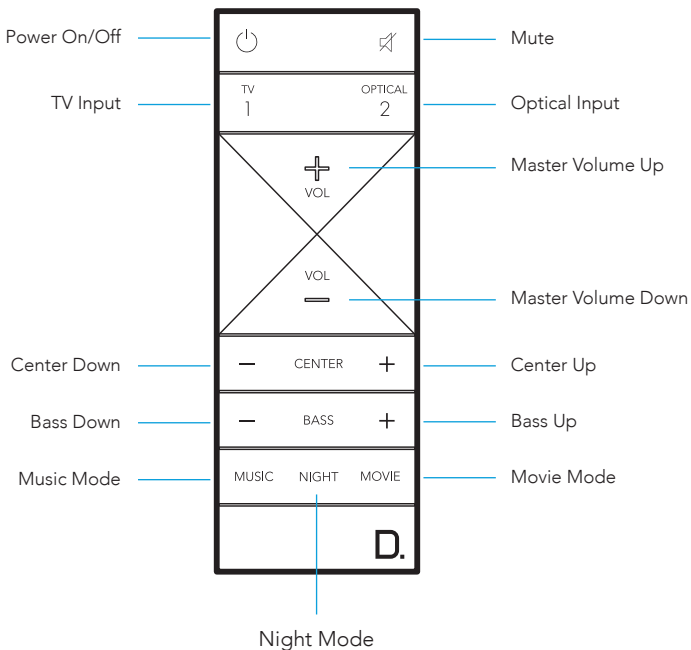 Power On/Off
Mute
TV OPTICAL
1 2
TV Input
Optical Input
+
VOL
Master Volume Up
VOL
—
Master Volume Down
Center Down
— CENTER +
Center Up
Bass Down
— BASS +
Bass Up
Music Mode
MUSIC NIGHT MOVIE
Movie Mode
D.
Night Mode